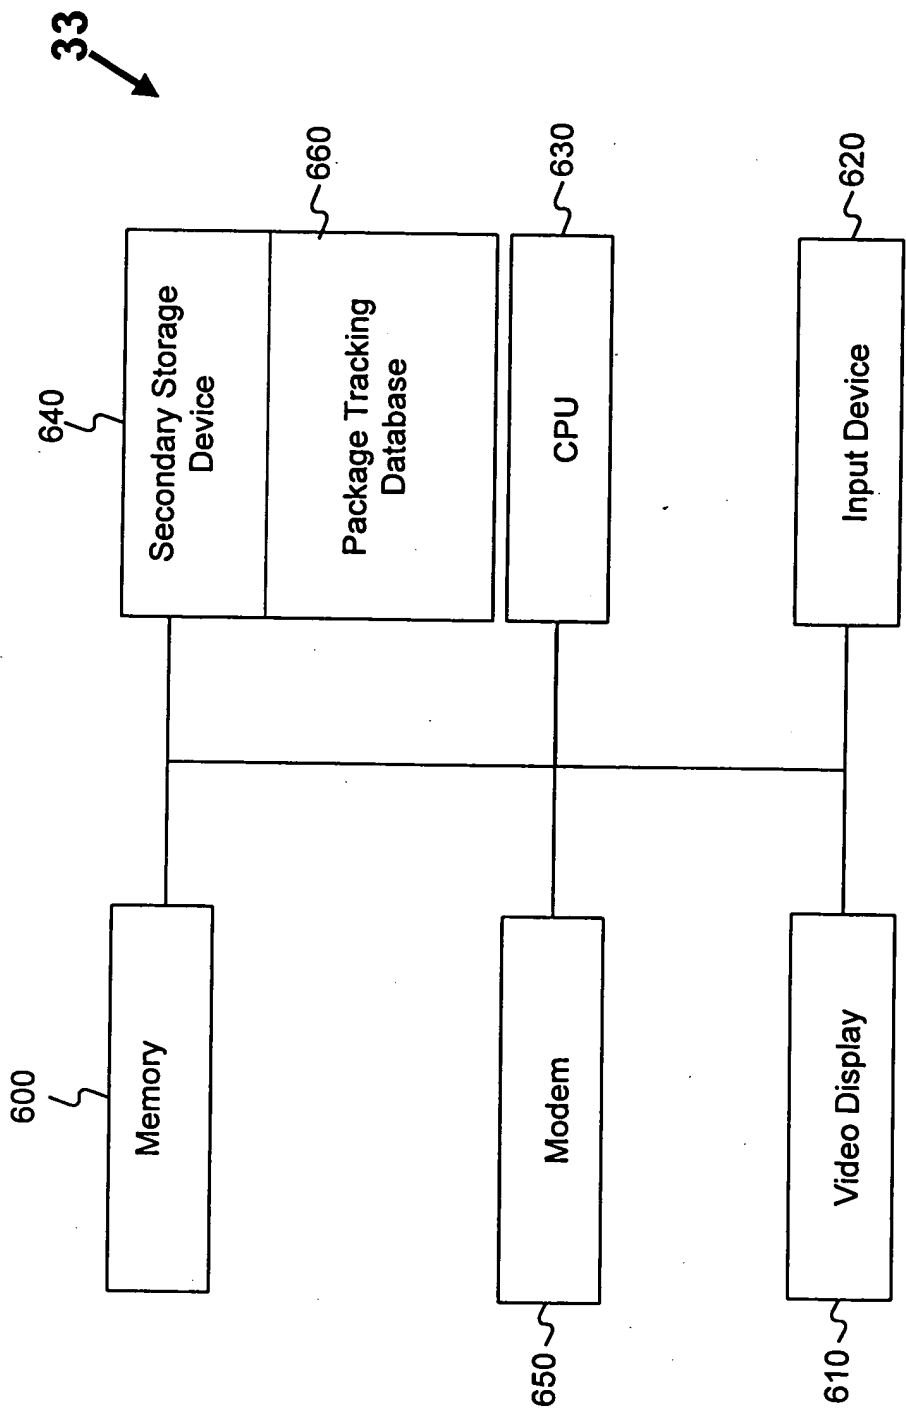 33
600
Memory
640
Secondary Storage
Device
660
Package Tracking
Database
650
Modem
CPU
630
610
Video Display
Input Device
620